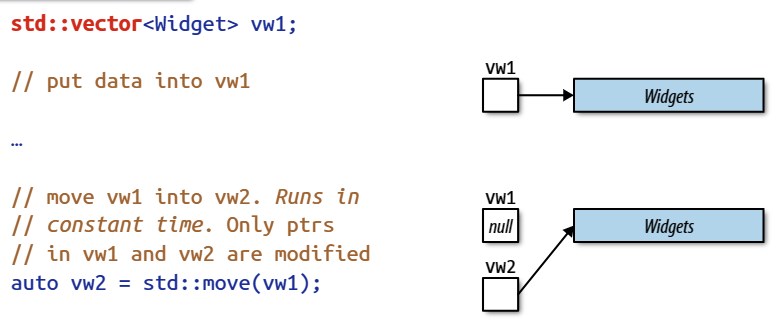 std::vector<Widget> vw1;
// put data into vw1
…
// move vw1 into vw2. Runs in
// constant time. Only ptrs
// in vw1 and vw2 are modified
auto vw2 = std::move(vw1);
vw1
Widgets
vw1
null
Widgets
vw2